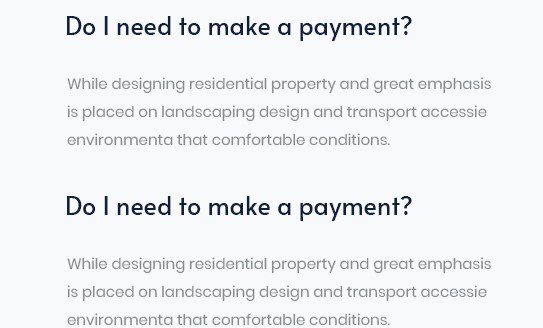 Do I need to make a payment?
While designing residential property and great emphasis
is placed on landscaping design and transport accessie
environmenta that comfortable conditions.
Do I need to make a payment?
While designing residential property and great emphasis
is placed on landscaping design and transport accessie
environmenta that comfortable conditions.